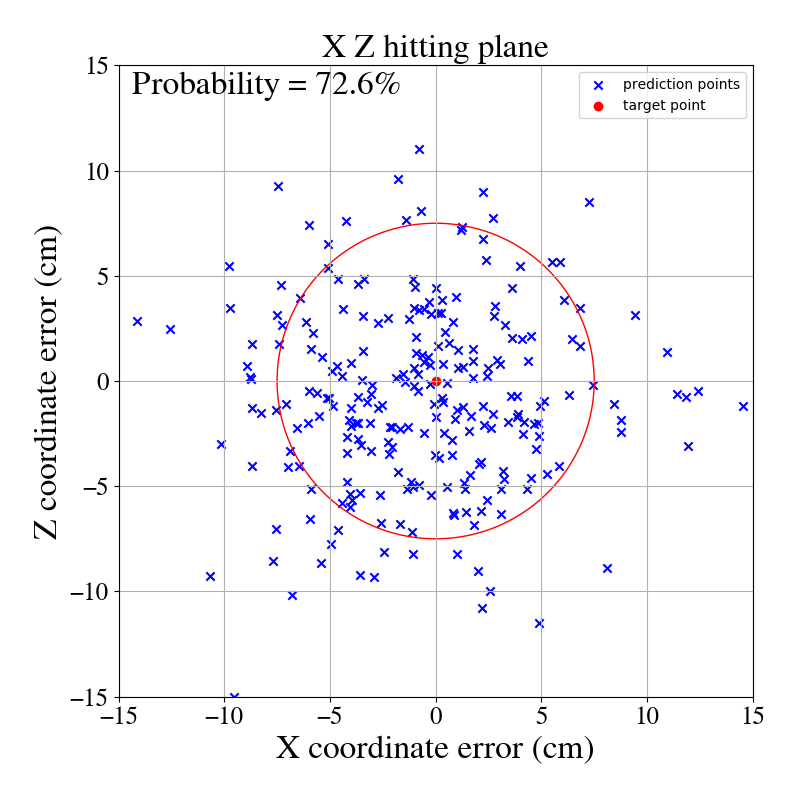 X Z hitting plane
Probability = 72.6%
prediction points
target point
15
10
5
0
−5
−10
−15
Z coordinate error (cm)
−15 −10 −5 0 5 10 15
X coordinate error (cm)